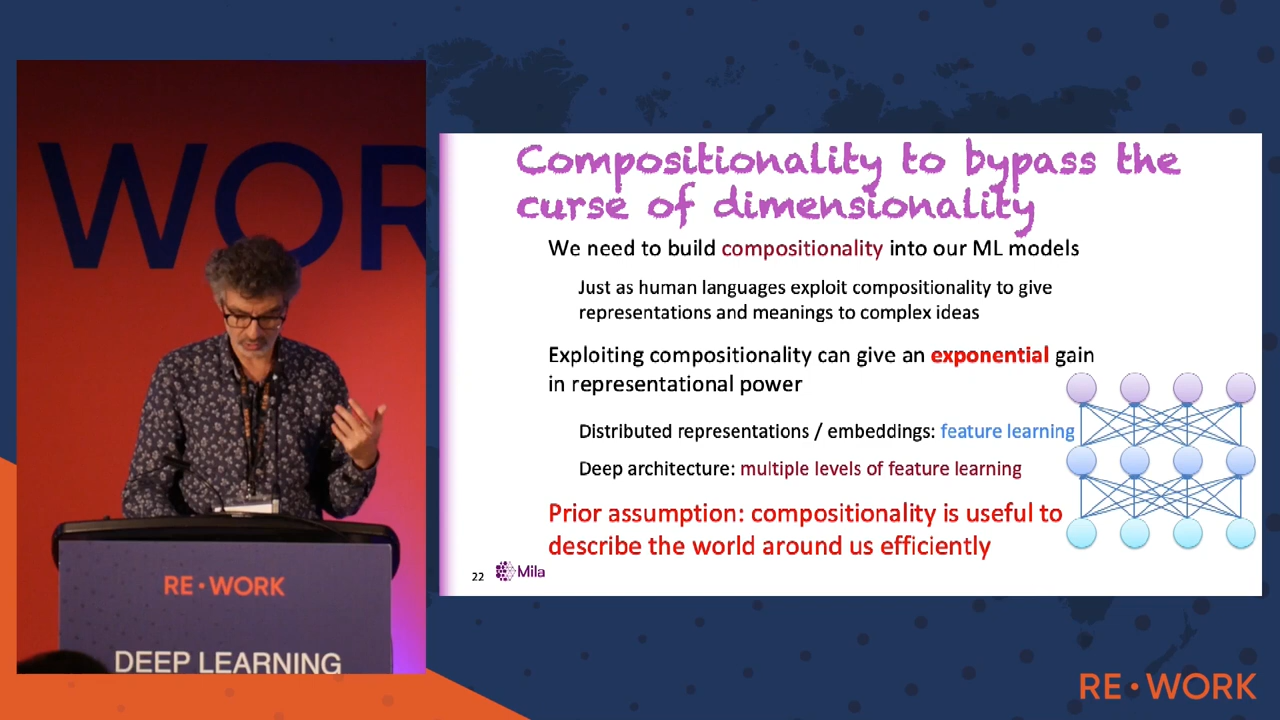 WOR
RE•WORK
DEEP LEARNING
Compositionality to bypass the
curse of dimensionality
We need to build compositionality into our ML models
Just as human languages exploit compositionality to give
representations and meanings to complex ideas
Exploiting compositionality can give an exponential gain
in representational power
Distributed representations / embeddings: feature learning
Deep architecture: multiple levels of feature learning
Prior assumption: compositionality is useful to
describe the world around us efficiently
22
Mila
RE•WORK